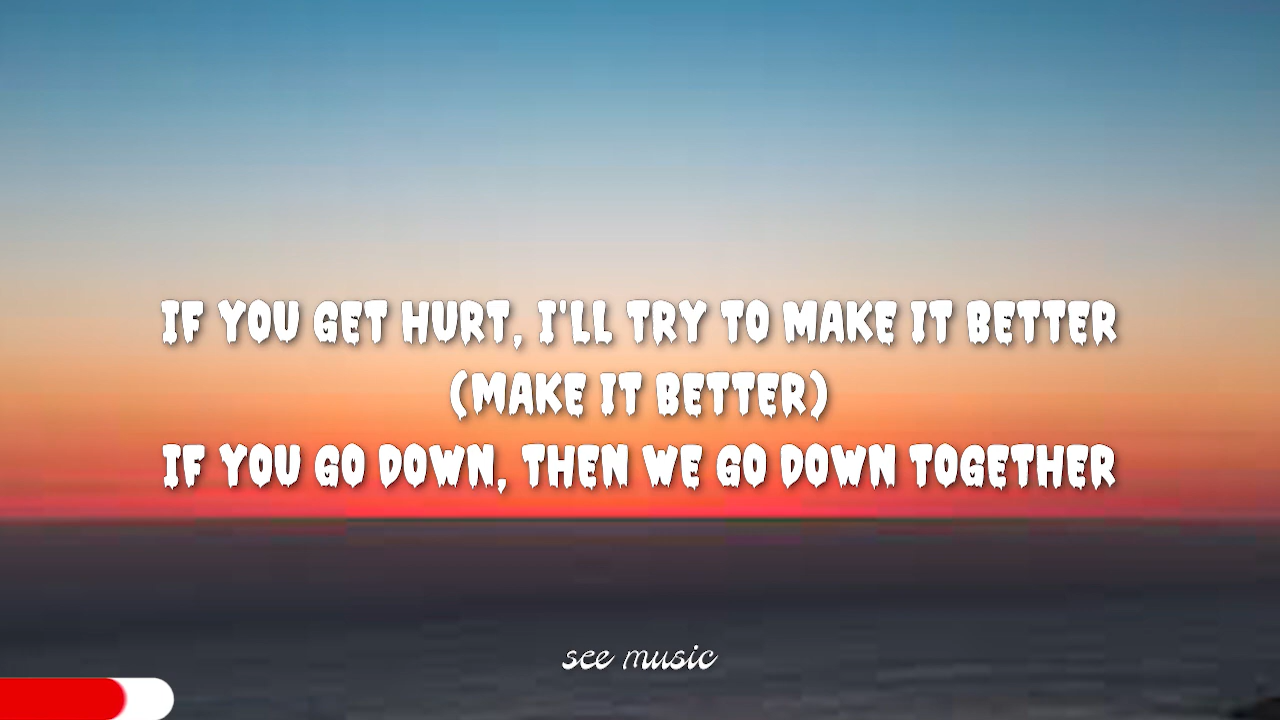 IF YOU GET HURT, I'LL TRY TO MAKE IT BETTER
(MAKE IT BETTER)
IF YOU GO DOWN, THEN WE GO DOWN TOGETHER
see music